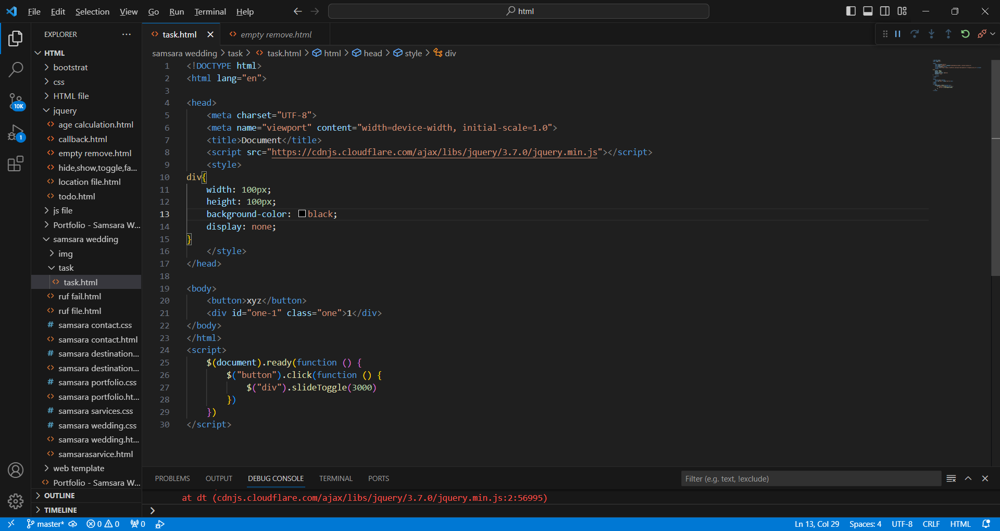 File Edit Selection View Go Run Terminal Help
html
EXPLORER
HTML
bootstrat
css
HTML file
jquery
age calculation.html
callback.html
empty remove.html
hide,show,toggle,fa...
location file.html
todo.html
js file
Portfolio - Samsara W...
samsara wedding
img
task
task.html
ruf fail.html
ruf file.html
samsara contact.css
samsara contact.html
samsara destination...
samsara destination...
samsara portfolio.css
samsara portfolio.ht...
samsara sarvices.css
samsara wedding.css
samsara wedding.ht...
samsarasarvice.html
web template
Portfolio - Samsara W...
OUTLINE
TIMELINE
10K
1
task.html
empty remove.html
samsara wedding > task > task.html > html > head > style > div
1 <!DOCTYPE html>
2 <html lang="en">
3
4 <head>
5 <meta charset="UTF-8">
6 <meta name="viewport" content="width=device-width, initial-scale=1.0">
7 <title>Document</title>
8 <script src="https://cdnjs.cloudflare.com/ajax/libs/jquery/3.7.0/jquery.min.js"></script>
9 <style>
10 div{
11 width: 100px;
12 height: 100px;
13 background-color: black;
14 display: none;
15 }
16 </style>
17 </head>
18
19 <body>
20 <button>xyz</button>
21 <div id="one-1" class="one">1</div>
22 </body>
23 </html>
24 <script>
25 $(document).ready(function () {
26 $("button").click(function () {
27 $("div").slideToggle(3000)
28 })
29 })
30 </script>
PROBLEMS OUTPUT DEBUG CONSOLE TERMINAL PORTS
Filter (e.g. text, !exclude)
at dt (cdnjs.cloudflare.com/ajax/libs/jquery/3.7.0/jquery.min.js:2:56995)
master* 0 0 0
Ln 13, Col 29 Spaces: 4 UTF-8 CRLF HTML